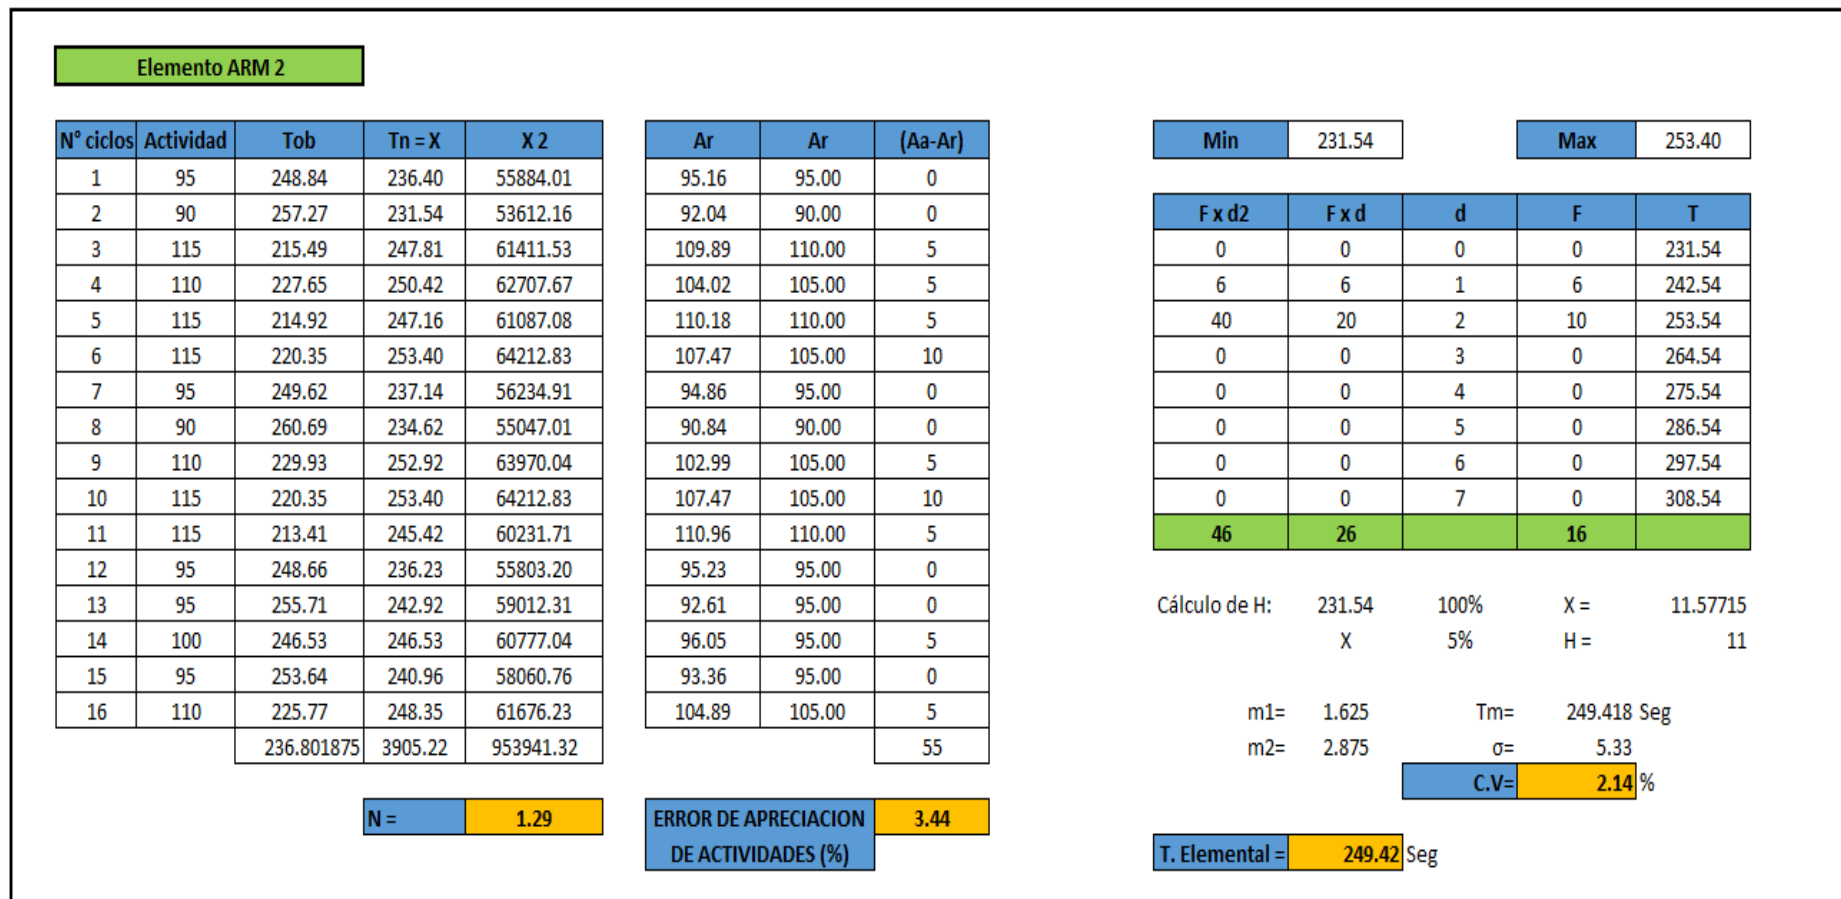 Elemento ARM 2
N° ciclos Actividad Tob Tn = X X 2
1 95 248.84 236.40 55884.01
2 90 257.27 231.54 53612.16
3 115 215.49 247.81 61411.53
4 110 227.65 250.42 62707.67
5 115 214.92 247.16 61087.08
6 115 220.35 253.40 64212.83
7 95 249.62 237.14 56234.91
8 90 260.69 234.62 55047.01
9 110 229.93 252.92 63970.04
10 115 220.35 253.40 64212.83
11 115 213.41 245.42 60231.71
12 95 248.66 236.23 55803.20
13 95 255.71 242.92 59012.31
14 100 246.53 246.53 60777.04
15 95 253.64 240.96 58060.76
16 110 225.77 248.35 61676.23
236.801875 3905.22 953941.32
N = 1.29
Ar Ar (Aa-Ar)
95.16 95.00 0
92.04 90.00 0
109.89 110.00 5
104.02 105.00 5
110.18 110.00 5
107.47 105.00 10
94.86 95.00 0
90.84 90.00 0
102.99 105.00 5
107.47 105.00 10
110.96 110.00 5
95.23 95.00 0
92.61 95.00 0
96.05 95.00 5
93.36 95.00 0
104.89 105.00 5
55
ERROR DE APRECIACION 3.44
DE ACTIVIDADES (%)
Min 231.54 Max 253.40
F x d2 F x d d F T
0 0 0 0 231.54
6 6 1 6 242.54
40 20 2 10 253.54
0 0 3 0 264.54
0 0 4 0 275.54
0 0 5 0 286.54
0 0 6 0 297.54
0 0 7 0 308.54
46 26 16
Cálculo de H: 231.54 100% X = 11.57715
X 5% H = 11
m1= 1.625 Tm= 249.418 Seg
m2= 2.875 σ= 5.33
C.V= 2.14 %
T. Elemental = 249.42 Seg